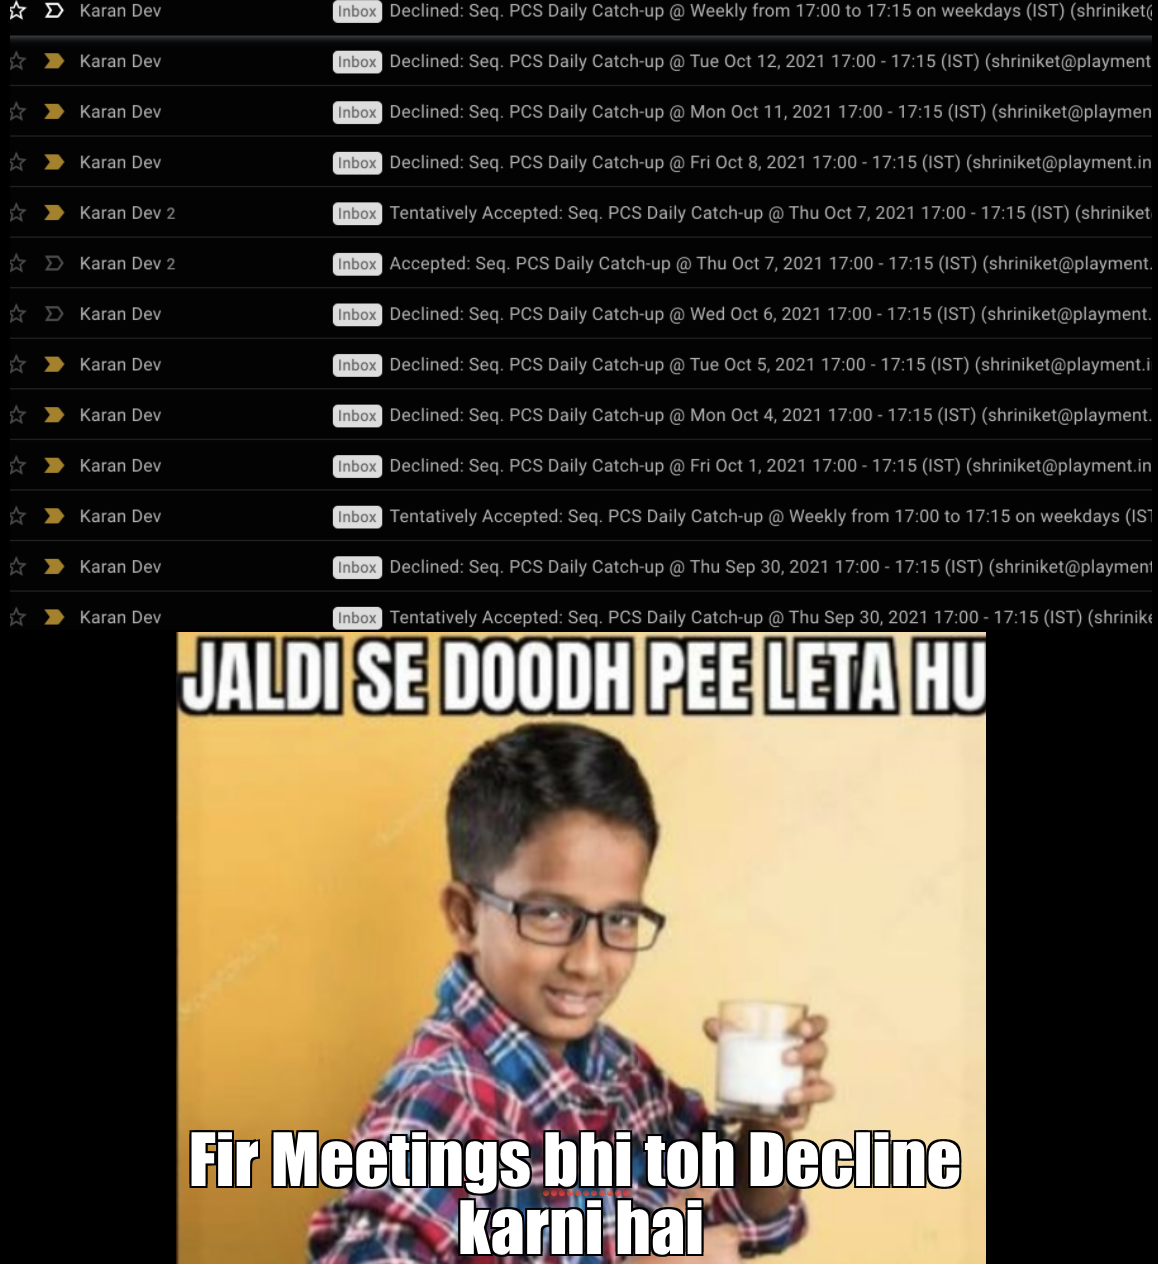 Karan Dev Inbox Declined: Seq. PCS Daily Catch-up @ Weekly from 17:00 to 17:15 on weekdays (IST) (shriniket@
Karan Dev Inbox Declined: Seq. PCS Daily Catch-up @ Tue Oct 12, 2021 17:00 - 17:15 (IST) (shriniket@playment
Karan Dev Inbox Declined: Seq. PCS Daily Catch-up @ Mon Oct 11, 2021 17:00 - 17:15 (IST) (shriniket@playmen
Karan Dev Inbox Declined: Seq. PCS Daily Catch-up @ Fri Oct 8, 2021 17:00 - 17:15 (IST) (shriniket@playment.in
Karan Dev 2 Inbox Tentatively Accepted: Seq. PCS Daily Catch-up @ Thu Oct 7, 2021 17:00 - 17:15 (IST) (shriniket
Karan Dev 2 Inbox Accepted: Seq. PCS Daily Catch-up @ Thu Oct 7, 2021 17:00 - 17:15 (IST) (shriniket@playment.
Karan Dev Inbox Declined: Seq. PCS Daily Catch-up @ Wed Oct 6, 2021 17:00 - 17:15 (IST) (shriniket@playment.
Karan Dev Inbox Declined: Seq. PCS Daily Catch-up @ Tue Oct 5, 2021 17:00 - 17:15 (IST) (shriniket@playment.i
Karan Dev Inbox Declined: Seq. PCS Daily Catch-up @ Mon Oct 4, 2021 17:00 - 17:15 (IST) (shriniket@playment.
Karan Dev Inbox Declined: Seq. PCS Daily Catch-up @ Fri Oct 1, 2021 17:00 - 17:15 (IST) (shriniket@playment.in
Karan Dev Inbox Tentatively Accepted: Seq. PCS Daily Catch-up @ Weekly from 17:00 to 17:15 on weekdays (IST
Karan Dev Inbox Declined: Seq. PCS Daily Catch-up @ Thu Sep 30, 2021 17:00 - 17:15 (IST) (shriniket@playment
Karan Dev Inbox Tentatively Accepted: Seq. PCS Daily Catch-up @ Thu Sep 30, 2021 17:00 - 17:15 (IST) (shrinike
JALDI SE DOODH PEE LETA HU
Fir Meetings bhi toh Decline
karni hai